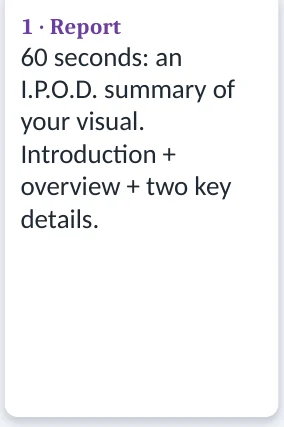 1 · Report
60 seconds: an
I.P.O.D. summary of
your visual.
Introduction +
overview + two key
details.